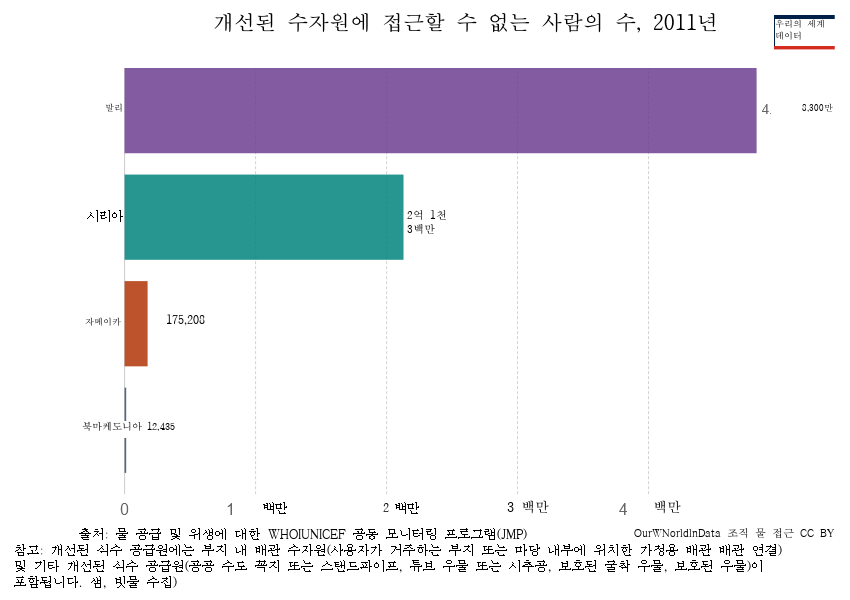 개선된 수자원에 접근할 수 없는 사람의 수, 2011년
우리의 세계
데이터
말리
4.
8,300만
시리아
2억 1천
3백만
자메이카
175,208
북마케도니아 12,435
0
1 백만
2 백만
3 백만
4 백만
출처: 물 공급 및 위생에 대한 WHOIUNICEF 공동 모니터링 프로그램(JMP)
OurWNorldInData 조직 물 접근 CC BY
참고: 개선된 식수 공급원에는 부지 내 배관 수자원(사용자가 거주하는 부지 또는 마당 내부에 위치한 가정용 배관 배관 연결)
및 기타 개선된 식수 공급원(공공 수도 꼭지 또는 스탠드파이프, 튜브 우물 또는 시추공, 보호된 굴착 우물, 보호된 우물)이
포함됩니다. 샘, 빗물 수집)